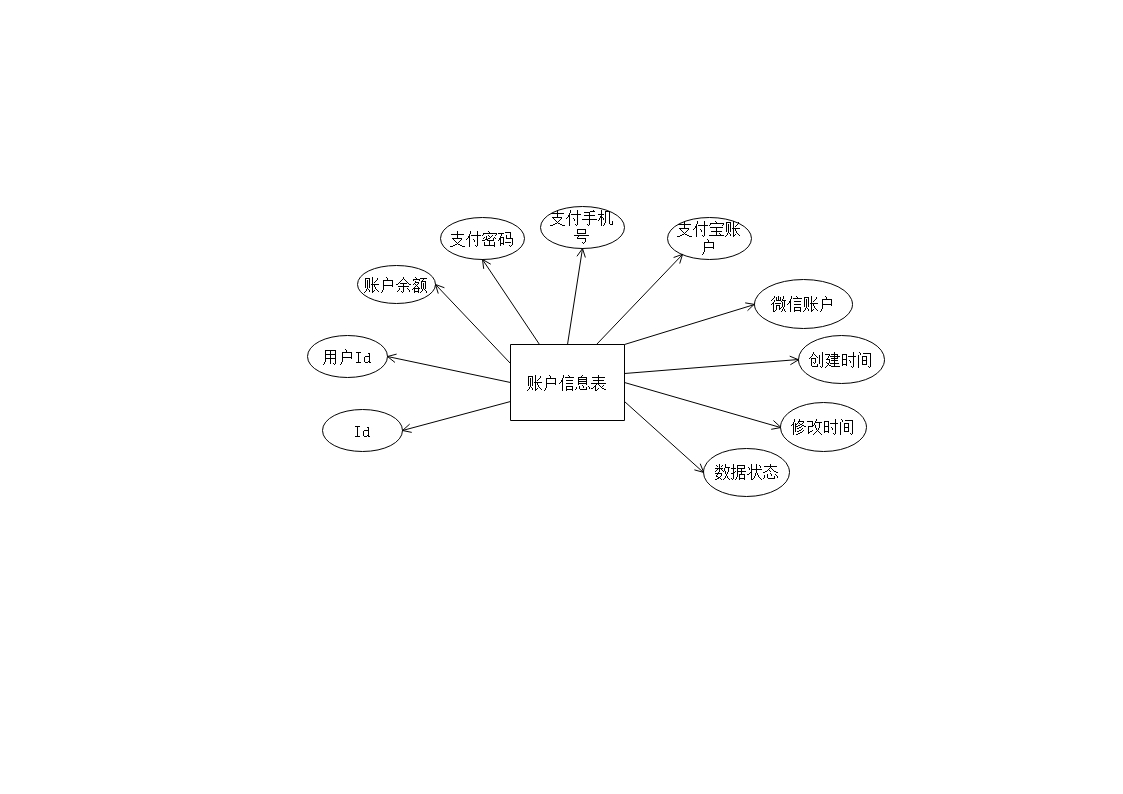 支付手机
号
支付密码
支付宝账
户
账户余额
微信账户
用户Id
创建时间
账户信息表
Id
修改时间
数据状态